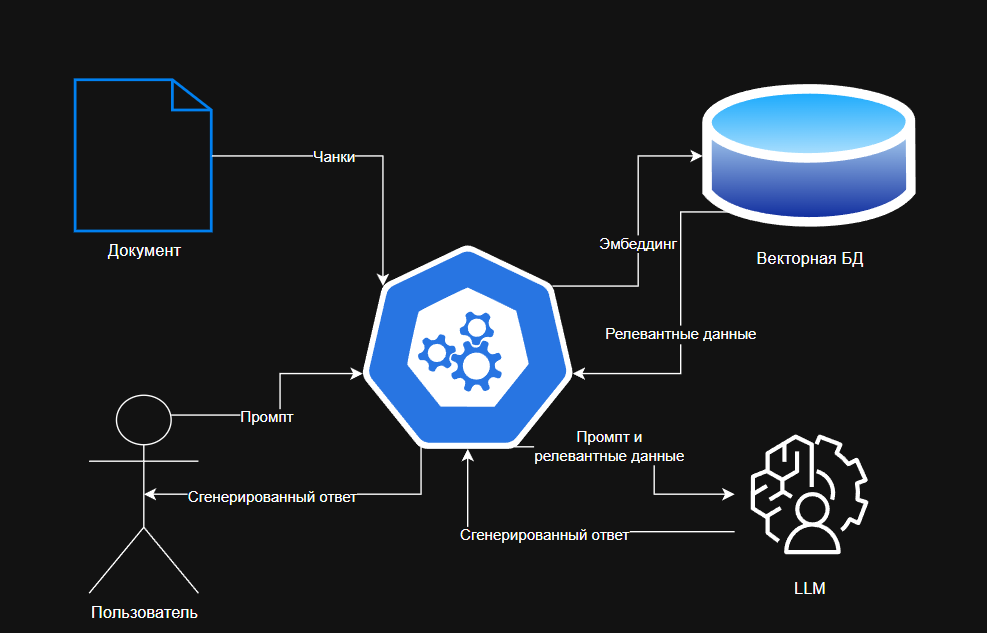 Чанки
Документ
Эмбеддинг
Векторная БД
Релевантные данные
Промпт
Промпт и
релевантные данные
Сгенерированный ответ
Сгенерированный ответ
LLM
Пользователь